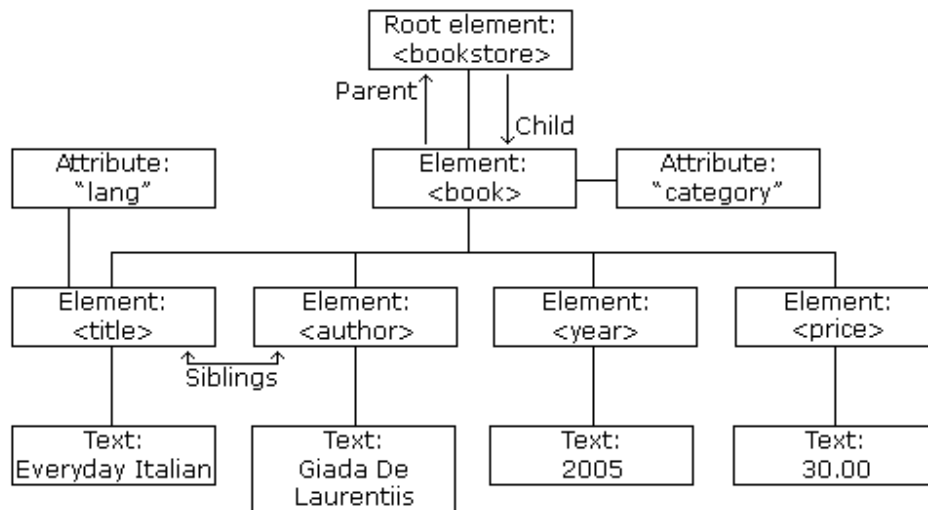 Root element:
<bookstore>
Parent
Child
Attribute:
“lang”
Element:
<book>
Attribute:
“category”
Element:
<title>
Element:
<author>
Element:
<year>
Element:
<price>
Siblings
Text:
Everyday Italian
Text:
Giada De
Laurentiis
Text:
2005
Text:
30.00